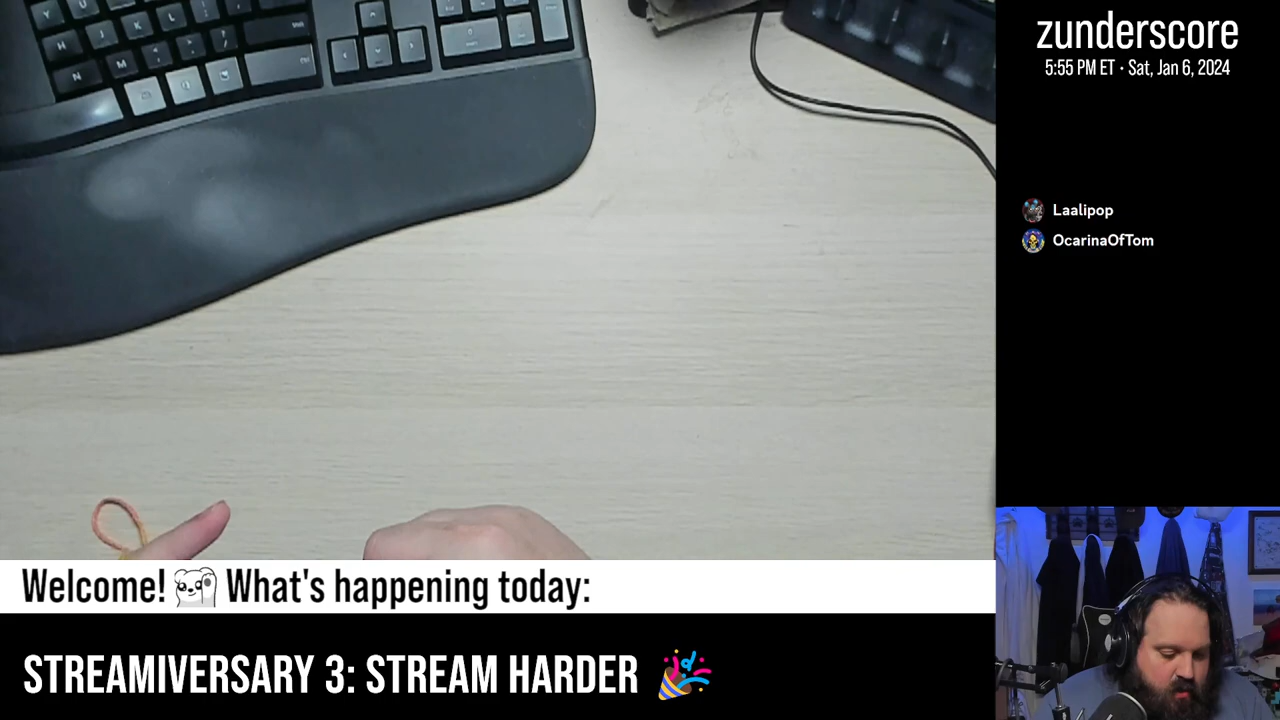 zunderscore
5:55 PM ET · Sat, Jan 6, 2024
Laalipop
OcarinaOfTom
Welcome! What's happening today:
STREAMIVERSARY 3: STREAM HARDER